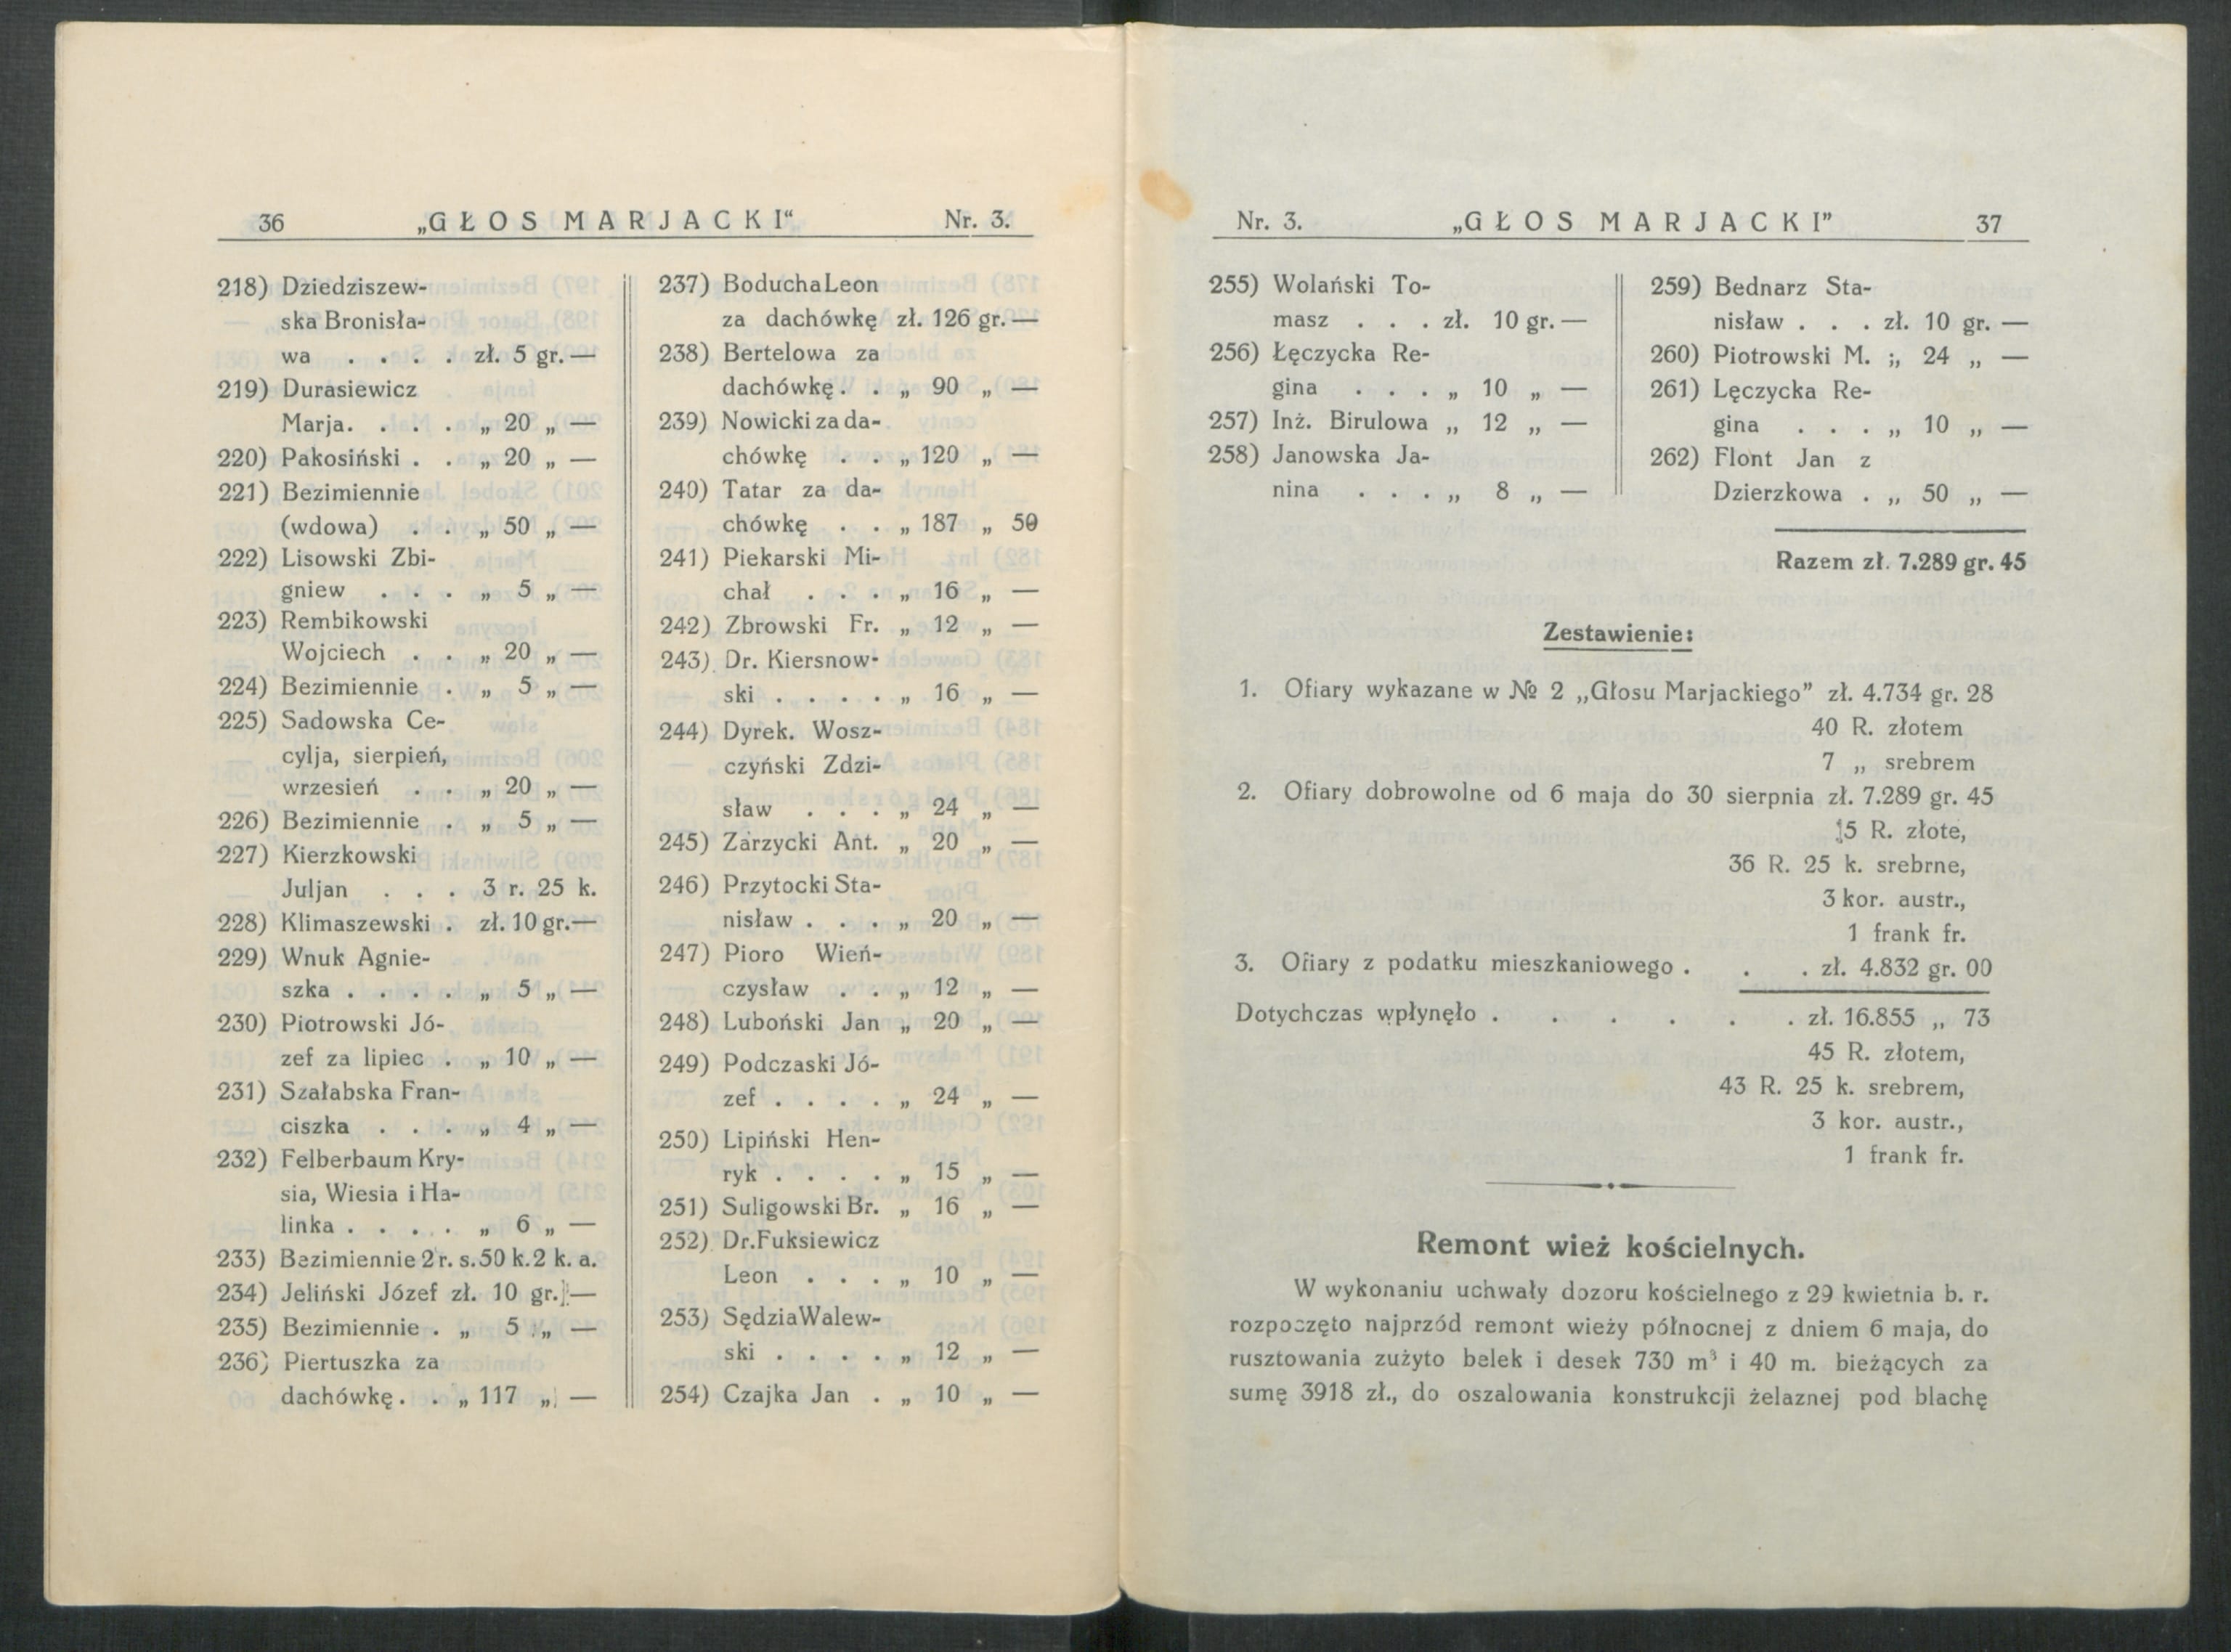 36 „GŁOS MARJACKI“ Nr. 3.
218) Dziedziszew-
ska Bronisła-
wa . . . . zł. 5 gr. —
219) Durasiewicz
Marja. . . . „ 20 „ —
220) Pakosiński . . „ 20 „ —
221) Bezimiennie
(wdowa) . . „ 50 „ —
222) Lisowski Zbi-
gniew . . . „ 5 „ —
223) Rembikowski
Wojciech . . „ 20 „ —
224) Bezimiennie . „ 5 „ —
225) Sadowska Ce-
cylja, sierpień,
wrzesień . . „ 20 „ —
226) Bezimiennie . „ 5 „ —
227) Kierzkowski
Juljan . . . 3 r. 25 k.
228) Klimaszewski . zł. 10 gr. —
229) Wnuk Agnie-
szka . . . . „ 5 „ —
230) Piotrowski Jó-
zef za lipiec . „ 10 „ —
231) Szałabska Fran-
ciszka . . . „ 4 „ —
232) Felberbaum Kry-
sia, Wiesia i Ha-
linka . . . . „ 6 „ —
233) Bezimiennie 2 r. s. 50 k. 2 k. a.
234) Jeliński Józef zł. 10 gr. —
235) Bezimiennie . „ 5 „ —
236) Piertuszka za
dachówkę. . „ 117 „ —
237) Boducha Leon
za dachówkę zł. 126 gr. —
238) Bertelowa za
dachówkę. . „ 90 „ —
239) Nowicki za da-
chówkę . . „ 120 „ —
240) Tatar za da-
chówkę . . „ 187 „ 50
241) Piekarski Mi-
chał . . . „ 16 „ —
242) Zbrowski Fr. „ 12 „ —
243) Dr. Kiersnow-
ski . . . . „ 16 „ —
244) Dyrek. Wosz-
czyński Zdzi-
sław . . . „ 24 „ —
245) Zarzycki Ant. „ 20 „ —
246) Przytocki Sta-
nisław . . . „ 20 „ —
247) Pioro Wień-
czysław . . „ 12 „ —
248) Luboński Jan „ 20 „ —
249) Podczaski Jó-
zef . . . . „ 24 „ —
250) Lipiński Hen-
ryk . . . . „ 15 „ —
251) Suligowski Br. „ 16 „ —
252) Dr. Fuksiewicz
Leon . . . „ 10 „ —
253) Sędzia Walew-
ski . . . . „ 12 „ —
254) Czajka Jan . „ 10 „ —
Nr. 3. „GŁOS MARJACKI” 37
255) Wolański To-
masz . . . zł. 10 gr. —
256) Łęczycka Re-
gina . . . „ 10 „ —
257) Inż. Birulowa „ 12 „ —
258) Janowska Ja-
nina . . . „ 8 „ —
259) Bednarz Sta-
nisław . . . zł. 10 gr. —
260) Piotrowski M. ;, 24 „ —
261) Lęczycka Re-
gina . . . „ 10 „ —
262) Flont Jan z
Dzierzkowa . „ 50 „ —
Razem zł. 7.289 gr. 45
Zestawienie:
1. Ofiary wykazane w № 2 „Głosu Marjackiego” zł. 4.734 gr. 28
40 R. złotem
7 „ srebrem
2. Ofiary dobrowolne od 6 maja do 30 sierpnia zł. 7.289 gr. 45
5 R. złote,
36 R. 25 k. srebrne,
3 kor. austr.,
1 frank fr.
3. Ofiary z podatku mieszkaniowego . . . zł. 4.832 gr. 00
Dotychczas wpłynęło . . . . . . zł. 16.855 „ 73
45 R. złotem,
43 R. 25 k. srebrem,
3 kor. austr.,
1 frank fr.
Remont wież kościelnych.
W wykonaniu uchwały dozoru kościelnego z 29 kwietnia b. r.
rozpoczęto najprzód remont wieży północnej z dniem 6 maja, do
rusztowania zużyto belek i desek 730 m³ i 40 m. bieżących za
sumę 3918 zł., do oszalowania konstrukcji żelaznej pod blachę